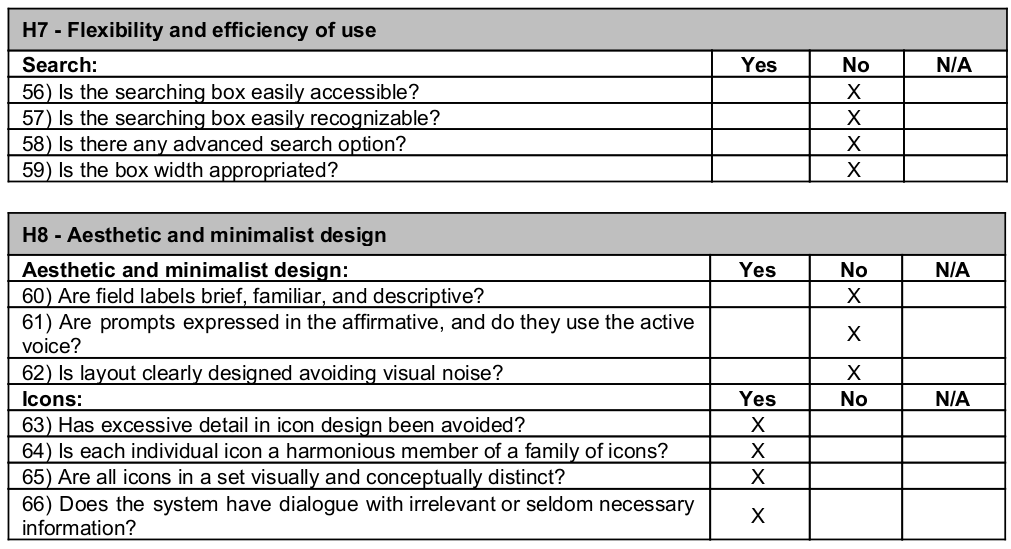 H7 - Flexibility and efficiency of use
Search: Yes No N/A
56) Is the searching box easily accessible? X
57) Is the searching box easily recognizable? X
58) Is there any advanced search option? X
59) Is the box width appropriated? X
H8 - Aesthetic and minimalist design
Aesthetic and minimalist design: Yes No N/A
60) Are field labels brief, familiar, and descriptive? X
61) Are prompts expressed in the affirmative, and do they use the active
voice? X
62) Is layout clearly designed avoiding visual noise? X
Icons: Yes No N/A
63) Has excessive detail in icon design been avoided? X
64) Is each individual icon a harmonious member of a family of icons? X
65) Are all icons in a set visually and conceptually distinct? X
66) Does the system have dialogue with irrelevant or seldom necessary
information? X